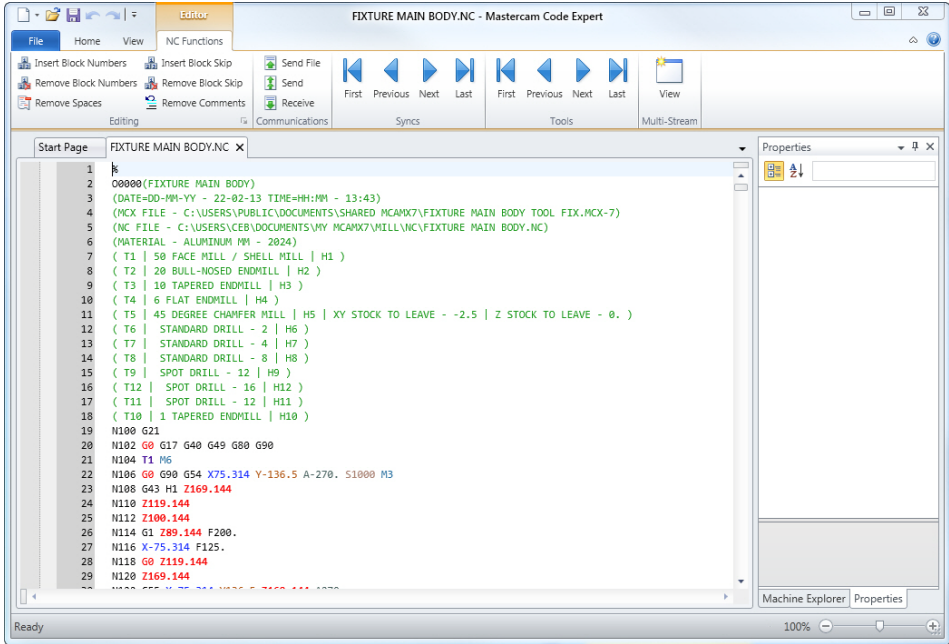 Editor
FIXTURE MAIN BODY.NC - Mastercam Code Expert
File Home View NC Functions
Insert Block Numbers Insert Block Skip Send File
Remove Block Numbers Remove Block Skip Send
Remove Spaces Remove Comments Receive
First Previous Next Last First Previous Next Last View
Editing Communications Syncs Tools Multi-Stream
Start Page FIXTURE MAIN BODY.NC Properties
1 %
2 O0000(FIXTURE MAIN BODY)
3 (DATE=DD-MM-YY - 22-02-13 TIME=HH:MM - 13:43)
4 (MCX FILE - C:\USERS\PUBLIC\DOCUMENTS\SHARED MCAMX7\FIXTURE MAIN BODY TOOL FIX.MCX-7)
5 (NC FILE - C:\USERS\CEB\DOCUMENTS\MY MCAMX7\MILL\NC\FIXTURE MAIN BODY.NC)
6 (MATERIAL - ALUMINUM MM - 2024)
7 ( T1 | 50 FACE MILL / SHELL MILL | H1 )
8 ( T2 | 20 BULL-NOSED ENDMILL | H2 )
9 ( T3 | 10 TAPERED ENDMILL | H3 )
10 ( T4 | 6 FLAT ENDMILL | H4 )
11 ( T5 | 45 DEGREE CHAMFER MILL | H5 | XY STOCK TO LEAVE - -2.5 | Z STOCK TO LEAVE - 0. )
12 ( T6 | STANDARD DRILL - 2 | H6 )
13 ( T7 | STANDARD DRILL - 4 | H7 )
14 ( T8 | STANDARD DRILL - 8 | H8 )
15 ( T9 | SPOT DRILL - 12 | H9 )
16 ( T12 | SPOT DRILL - 16 | H12 )
17 ( T11 | SPOT DRILL - 12 | H11 )
18 ( T10 | 1 TAPERED ENDMILL | H10 )
19 N100 G21
20 N102 G0 G17 G40 G49 G80 G90
21 N104 T1 M6
22 N106 G0 G90 G54 X75.314 Y-136.5 A-270. S1000 M3
23 N108 G43 H1 Z169.144
24 N110 Z119.144
25 N112 Z100.144
26 N114 G1 Z89.144 F200.
27 N116 X-75.314 F125.
28 N118 G0 Z119.144
29 N120 Z169.144
Machine Explorer Properties
Ready 100%